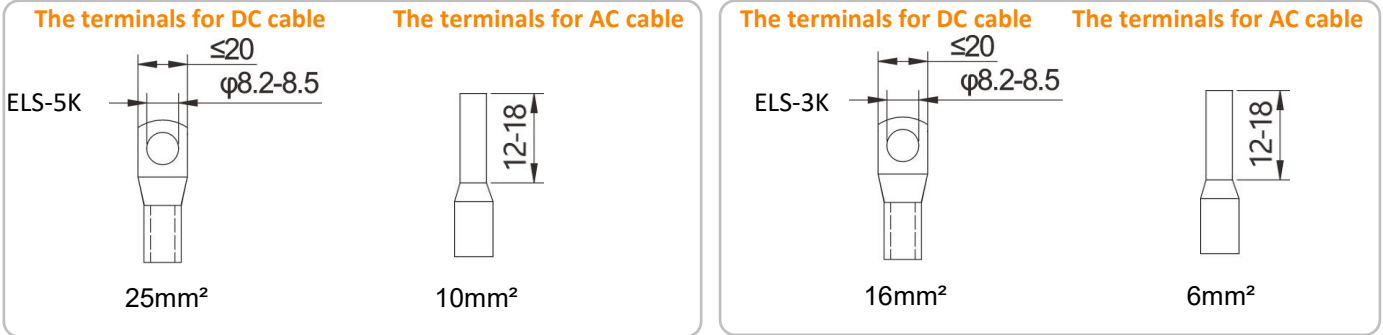 The terminals for DC cable
The terminals for AC cable
≤20
φ8.2-8.5
ELS-5K
12-18
25mm²
10mm²
The terminals for DC cable
The terminals for AC cable
≤20
φ8.2-8.5
ELS-3K
12-18
16mm²
6mm²